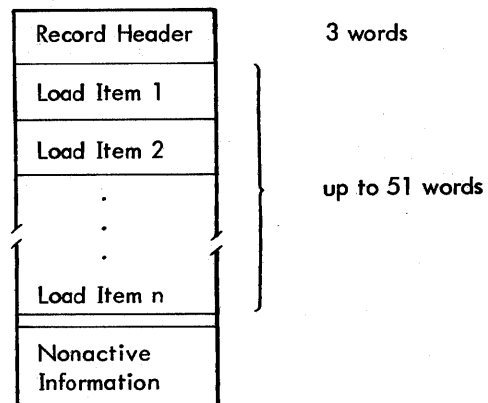 Record Header 3 words
Load Item 1
Load Item 2
up to 51 words
.
.
.
Load Item n
Nonactive
Information